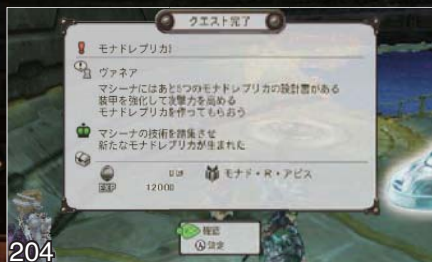 クエスト完了
モナドレプリカ!
ヴァネア
マシーナにはあと5つのモナドレプリカの設計書がある
装甲を強化して攻撃力を高める
モナドレプリカを作ってもらおう
マシーナの技術を結集させ
新たなモナドレプリカが生まれた
モナド・R・アビス
EXP 12000
確認
Ⓐ 決定
204